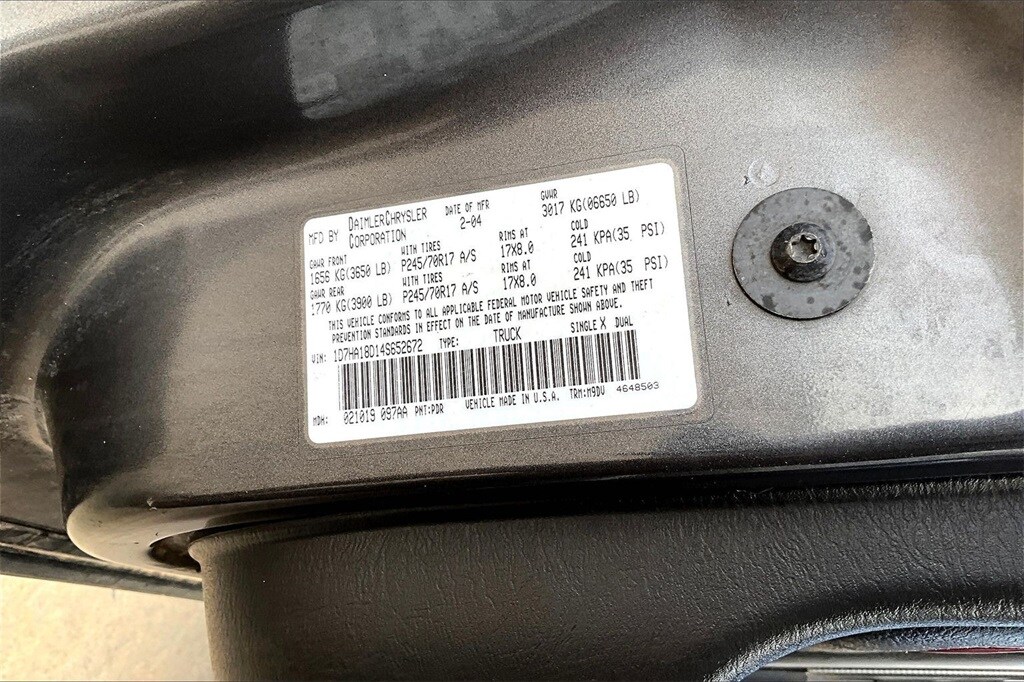 MFD BY DAIMLERCHRYSLER CORPORATION DATE OF MFR 2-04 GVWR 3017 KG(06650 LB)
GAWR FRONT WITH TIRES RIMS AT COLD
1656 KG(3650 LB) P245/70R17 A/S 17X8.0 241 KPA(35 PSI)
GAWR REAR WITH TIRES RIMS AT COLD
1770 KG(3900 LB) P245/70R17 A/S 17X8.0 241 KPA(35 PSI)
THIS VEHICLE CONFORMS TO ALL APPLICABLE FEDERAL MOTOR VEHICLE SAFETY AND THEFT
PREVENTION STANDARDS IN EFFECT ON THE DATE OF MANUFACTURE SHOWN ABOVE.
VIN: 1D7HA18D14S652672 TYPE: TRUCK SINGLE X DUAL
MDH: 021019 097AA PNT:PDR VEHICLE MADE IN U.S.A. TRM:M9DV 4648503